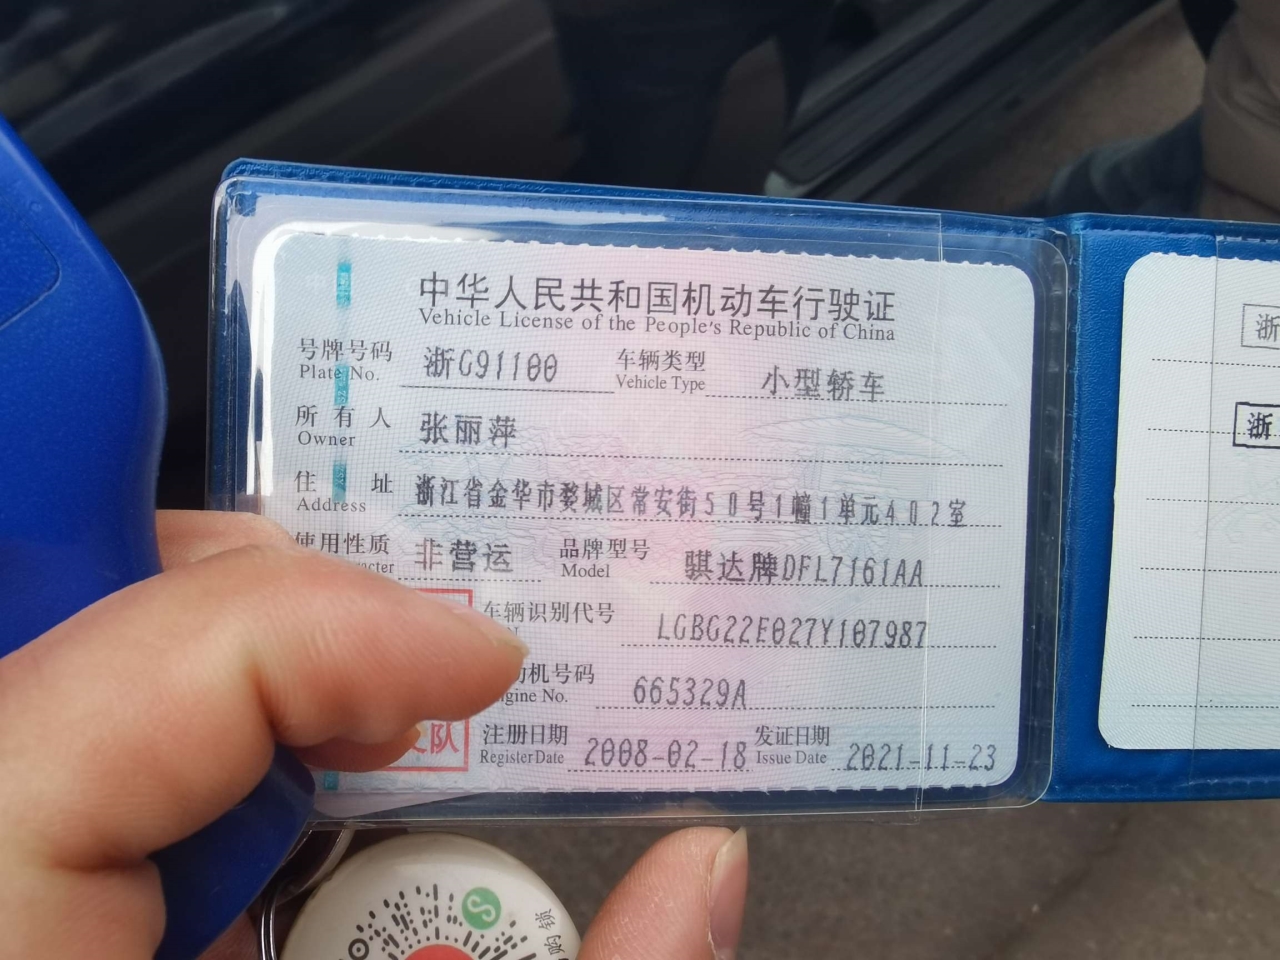 中华人民共和国机动车行驶证
Vehicle License of the People's Republic of China
号牌号码 浙G91100 车辆类型 小型轿车
Plate No. Vehicle Type
所有人 张丽萍
Owner
住址 浙江省金华市婺城区常安街50号1幢1单元402室
Address
使用性质 非营运 品牌型号 骐达牌DFL7161AA
acter Model
车辆识别代号 LGBG22E027Y107987
动机号码 665329A
gine No.
队
注册日期 2008-02-18 发证日期 2021-11-23
Register Date Issue Date
浙
浙
购锁